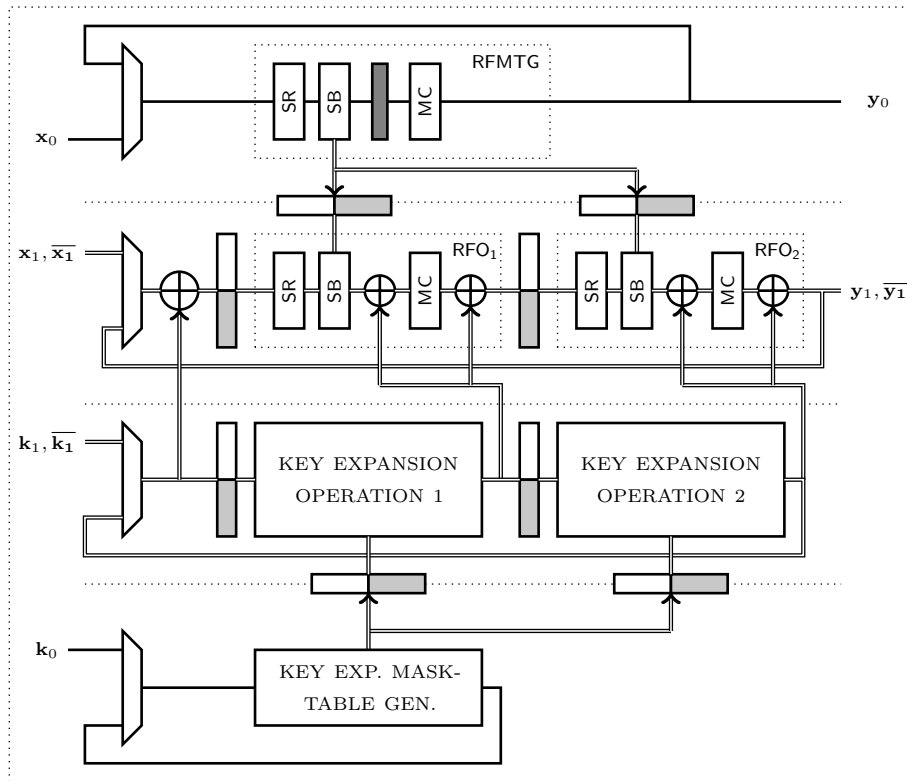 RFMTG
SR
SB
MC
𝐱₀
𝐲₀
𝐱₁, 𝐱̅₁̅
RFO₁
RFO₂
SR
SB
MC
SR
SB
MC
𝐲₁, 𝐲̅₁̅
𝐤₁, 𝐤̅₁̅
KEY EXPANSION
OPERATION 1
KEY EXPANSION
OPERATION 2
𝐤₀
KEY EXP. MASK-
TABLE GEN.